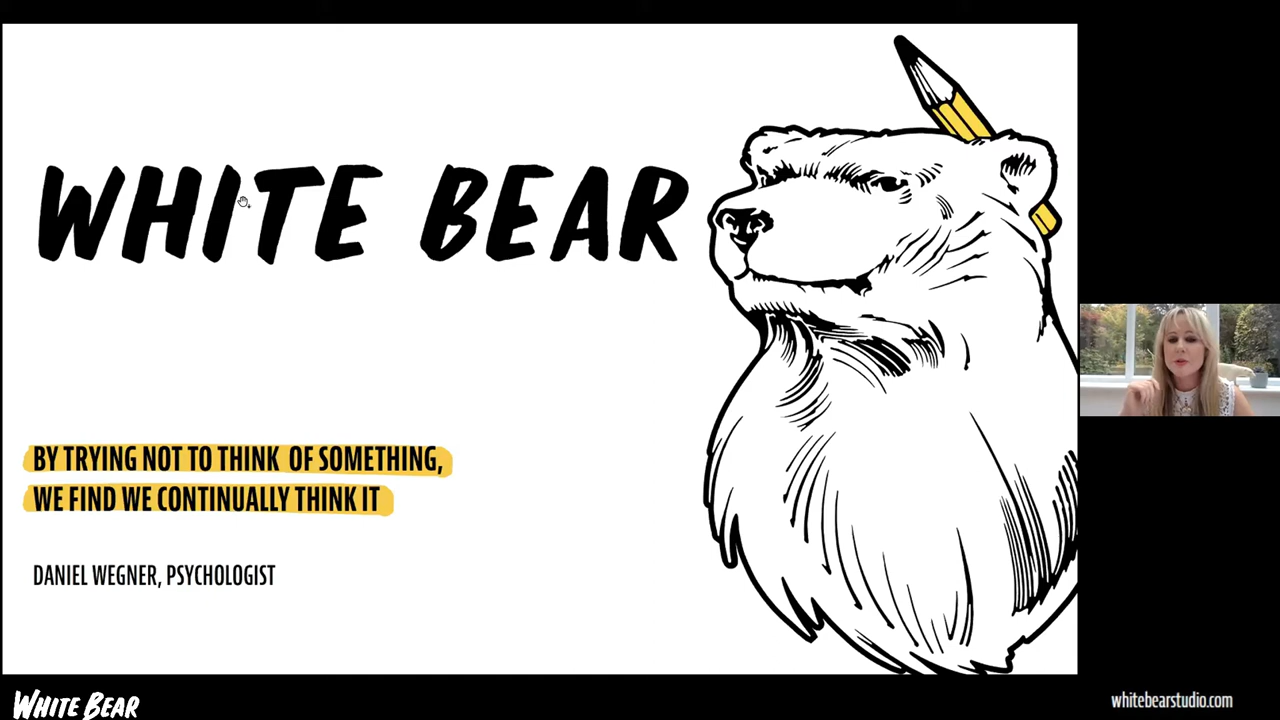 WHITE BEAR
BY TRYING NOT TO THINK OF SOMETHING,
WE FIND WE CONTINUALLY THINK IT
DANIEL WEGNER, PSYCHOLOGIST
WHITE BEAR
whitebearstudio.com